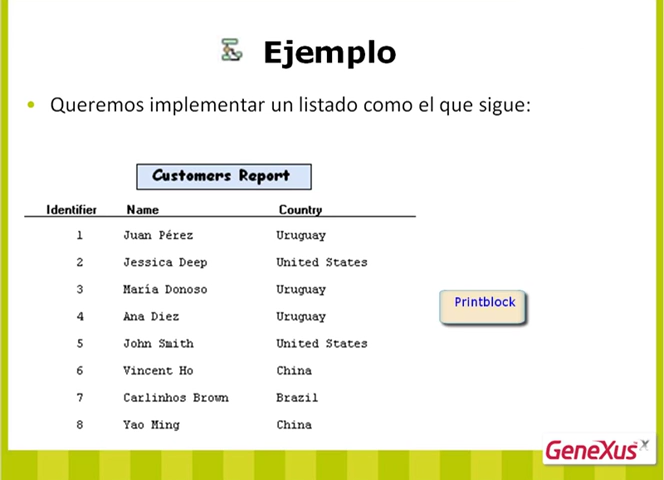 Ejemplo
• Queremos implementar un listado como el que sigue:
Customers Report
Identifier Name Country
1 Juan Pérez Uruguay
2 Jessica Deep United States
3 María Donoso Uruguay
4 Ana Diez Uruguay
5 John Smith United States
6 Vincent Ho China
7 Carlinhos Brown Brazil
8 Yao Ming China
Printblock
GeneXus